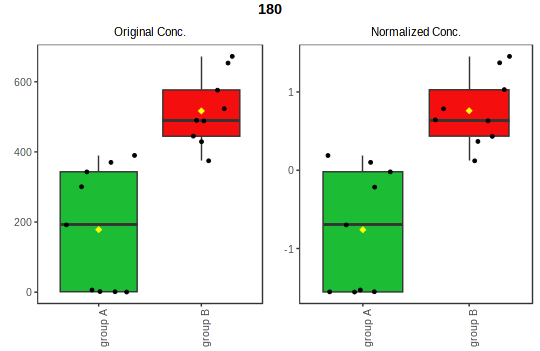 180
Original Conc.
Normalized Conc.
600
400
200
0
1
0
-1
group A
group B
group A
group B